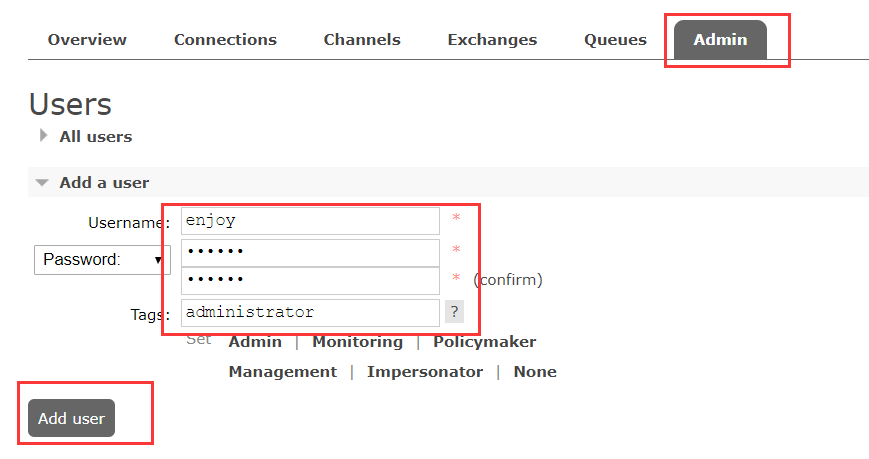 Overview Connections Channels Exchanges Queues Admin
Users
All users
Add a user
Username: enjoy *
Password: •••••• *
•••••• * (confirm)
Tags: administrator ?
Set Admin | Monitoring | Policymaker
Management | Impersonator | None
Add user